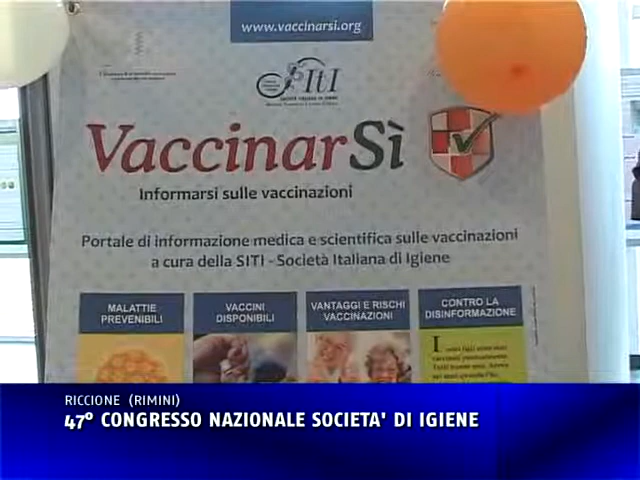 www.vaccinarsi.org
SItI
VaccinarSì
Informarsi sulle vaccinazioni
Portale di informazione medica e scientifica sulle vaccinazioni
a cura della SITI - Società Italiana di Igiene
MALATTIE
PREVENIBILI
VACCINI
DISPONIBILI
VANTAGGI E RISCHI
VACCINAZIONI
CONTRO LA
DISINFORMAZIONE
RICCIONE (RIMINI)
47° CONGRESSO NAZIONALE SOCIETA' DI IGIENE